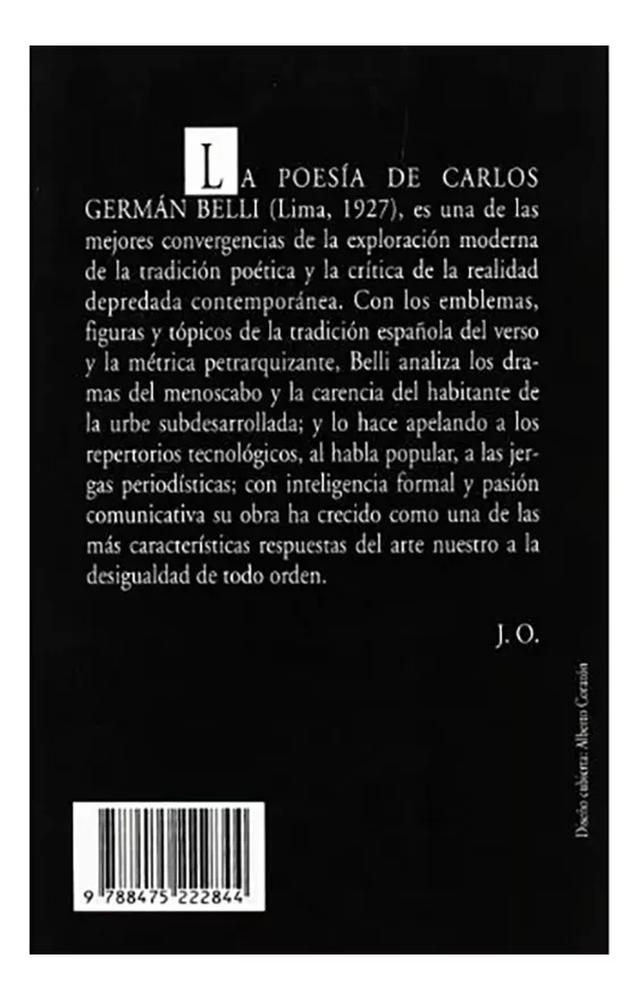 LA POESÍA DE CARLOS
GERMÁN BELLI (Lima, 1927), es una de las
mejores convergencias de la exploración moderna
de la tradición poética y la crítica de la realidad
depredada contemporánea. Con los emblemas,
figuras y tópicos de la tradición española del verso
y la métrica petrarquizante, Belli analiza los dra-
mas del menoscabo y la carencia del habitante de
la urbe subdesarrollada; y lo hace apelando a los
repertorios tecnológicos, al habla popular, a las jer-
gas periodísticas; con inteligencia formal y pasión
comunicativa su obra ha crecido como una de las
más características respuestas del arte nuestro a la
desigualdad de todo orden.
J. O.
Diseño cubierta: Alberto Corazón
9 788475 222844